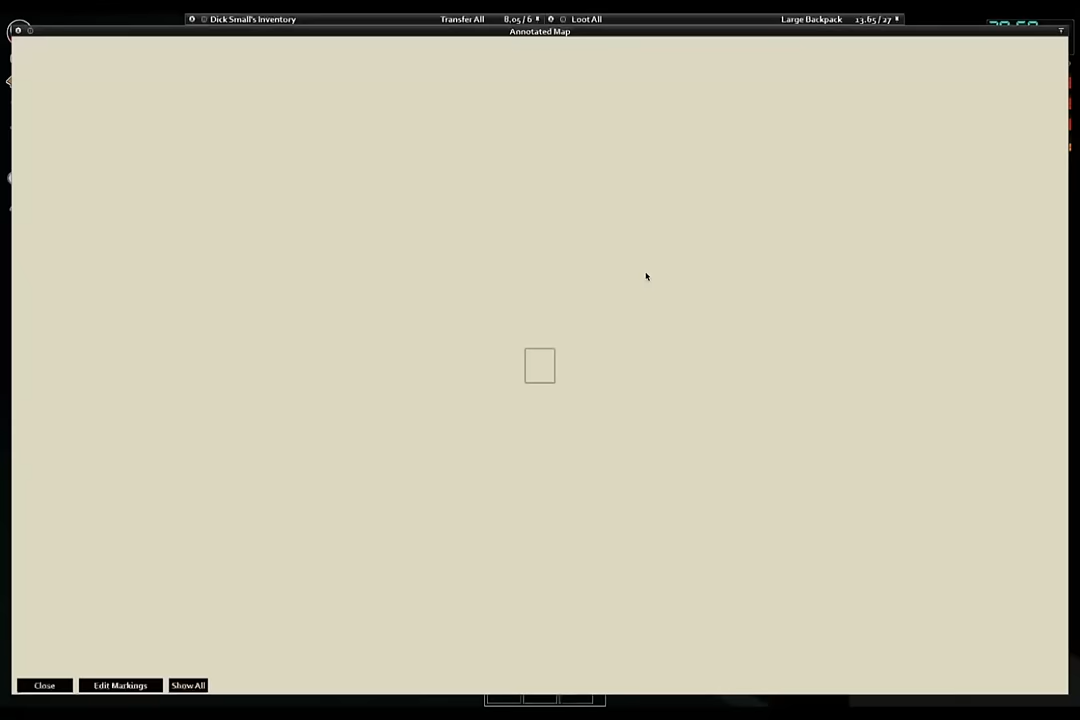 Dick Small's Inventory Transfer All 8.05 / 6 Loot All Large Backpack 13.65 / 27
Annotated Map
Close Edit Markings Show All